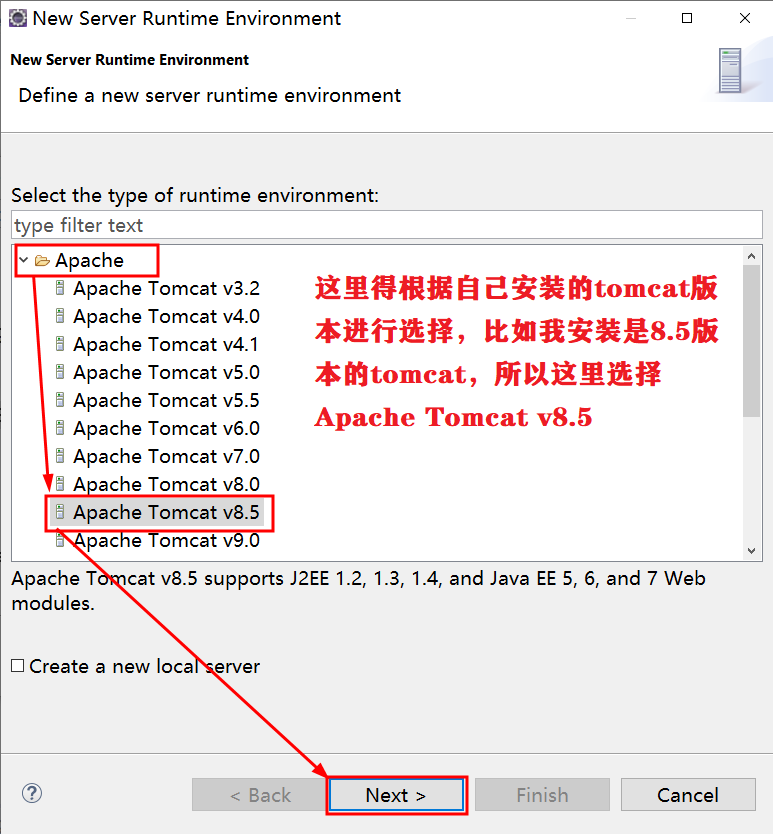 New Server Runtime Environment
New Server Runtime Environment
Define a new server runtime environment
Select the type of runtime environment:
type filter text
Apache
Apache Tomcat v3.2
Apache Tomcat v4.0
Apache Tomcat v4.1
Apache Tomcat v5.0
Apache Tomcat v5.5
Apache Tomcat v6.0
Apache Tomcat v7.0
Apache Tomcat v8.0
Apache Tomcat v8.5
Apache Tomcat v9.0
这里得根据自己安装的tomcat版
本进行选择，比如我安装是8.5版
本的tomcat，所以这里选择
Apache Tomcat v8.5
Apache Tomcat v8.5 supports J2EE 1.2, 1.3, 1.4, and Java EE 5, 6, and 7 Web
modules.
Create a new local server
?
< Back
Next >
Finish
Cancel